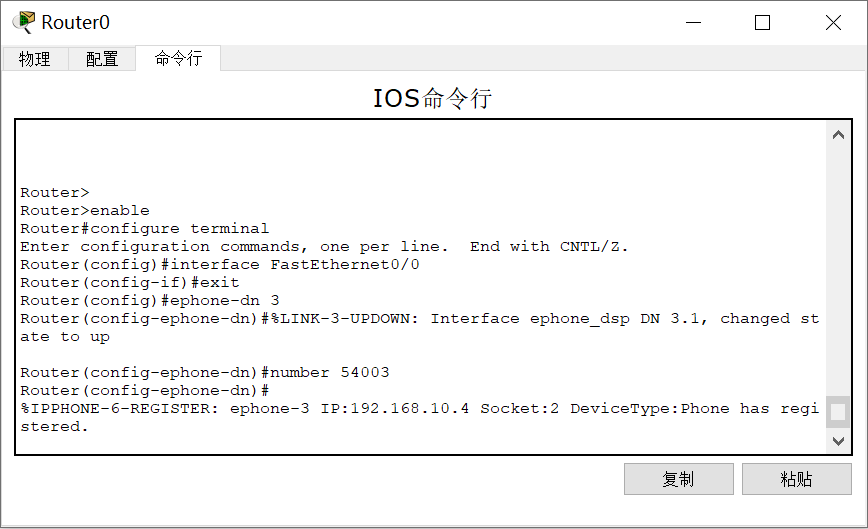 Router0
物理 配置 命令行
IOS命令行
Router>
Router>enable
Router#configure terminal
Enter configuration commands, one per line.  End with CNTL/Z.
Router(config)#interface FastEthernet0/0
Router(config-if)#exit
Router(config)#ephone-dn 3
Router(config-ephone-dn)#%LINK-3-UPDOWN: Interface ephone_dsp DN 3.1, changed st
ate to up
Router(config-ephone-dn)#number 54003
Router(config-ephone-dn)#
%IPPHONE-6-REGISTER: ephone-3 IP:192.168.10.4 Socket:2 DeviceType:Phone has regi
stered.
复制 粘贴